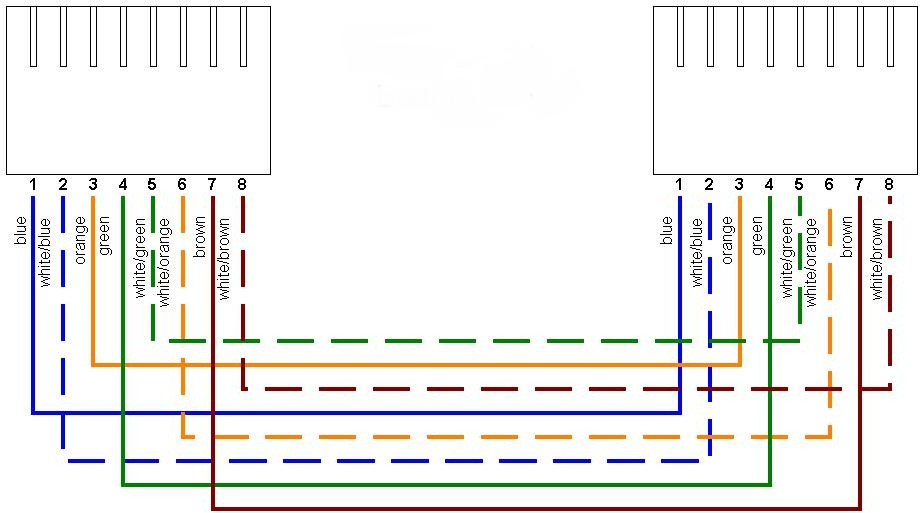 1 2 3 4 5 6 7 8
blue
white/blue
orange
green
white/green
white/orange
brown
white/brown
1 2 3 4 5 6 7 8
blue
white/blue
orange
green
white/green
white/orange
brown
white/brown